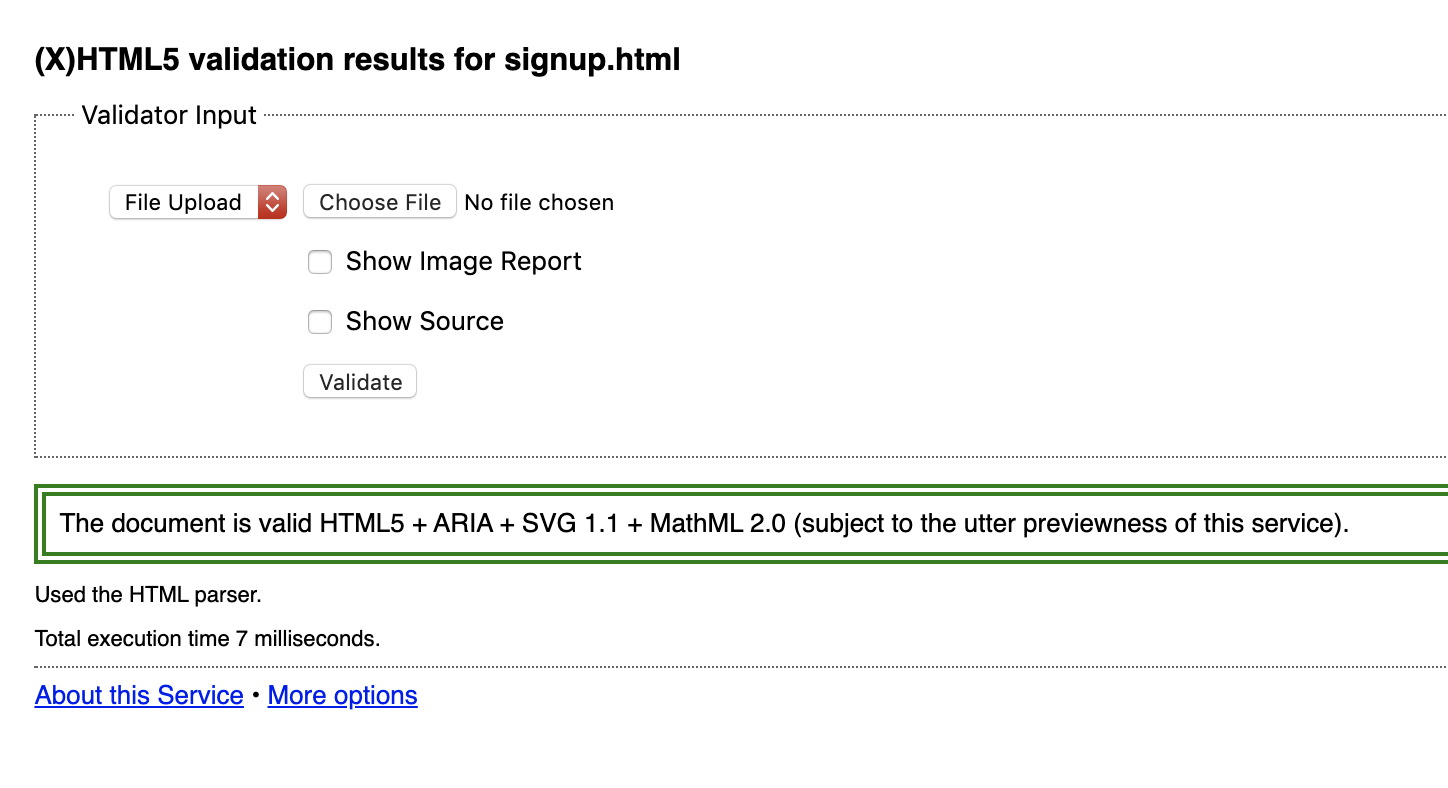 (X)HTML5 validation results for signup.html
Validator Input
File Upload Choose File No file chosen
Show Image Report
Show Source
Validate
The document is valid HTML5 + ARIA + SVG 1.1 + MathML 2.0 (subject to the utter previewness of this service).
Used the HTML parser.
Total execution time 7 milliseconds.
About this Service • More options